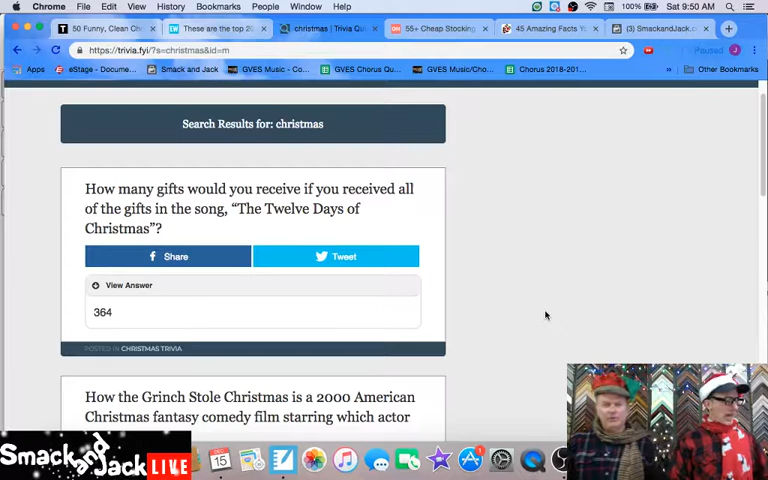 Chrome File Edit View History Bookmarks People Window Help 100% Sat 9:50 AM
50 Funny, Clean Ch
These are the top 20
christmas | Trivia Qu
55+ Cheap Stocking
45 Amazing Facts Y
(3) SmackandJack.c
https://trivia.fyi/?s=christmas&id=m
Paused J
Apps eStage - Docume... Smack and Jack GVES Music - Co... GVES Chorus Qu... GVES Music/Cho... Chorus 2018-201... » Other Bookmarks
Search Results for: christmas
How many gifts would you receive if you received all
of the gifts in the song, “The Twelve Days of
Christmas”?
Share Tweet
View Answer
364
POSTED IN CHRISTMAS TRIVIA
How the Grinch Stole Christmas is a 2000 American
Christmas fantasy comedy film starring which actor
Smack
and
Jack LIVE
15
1